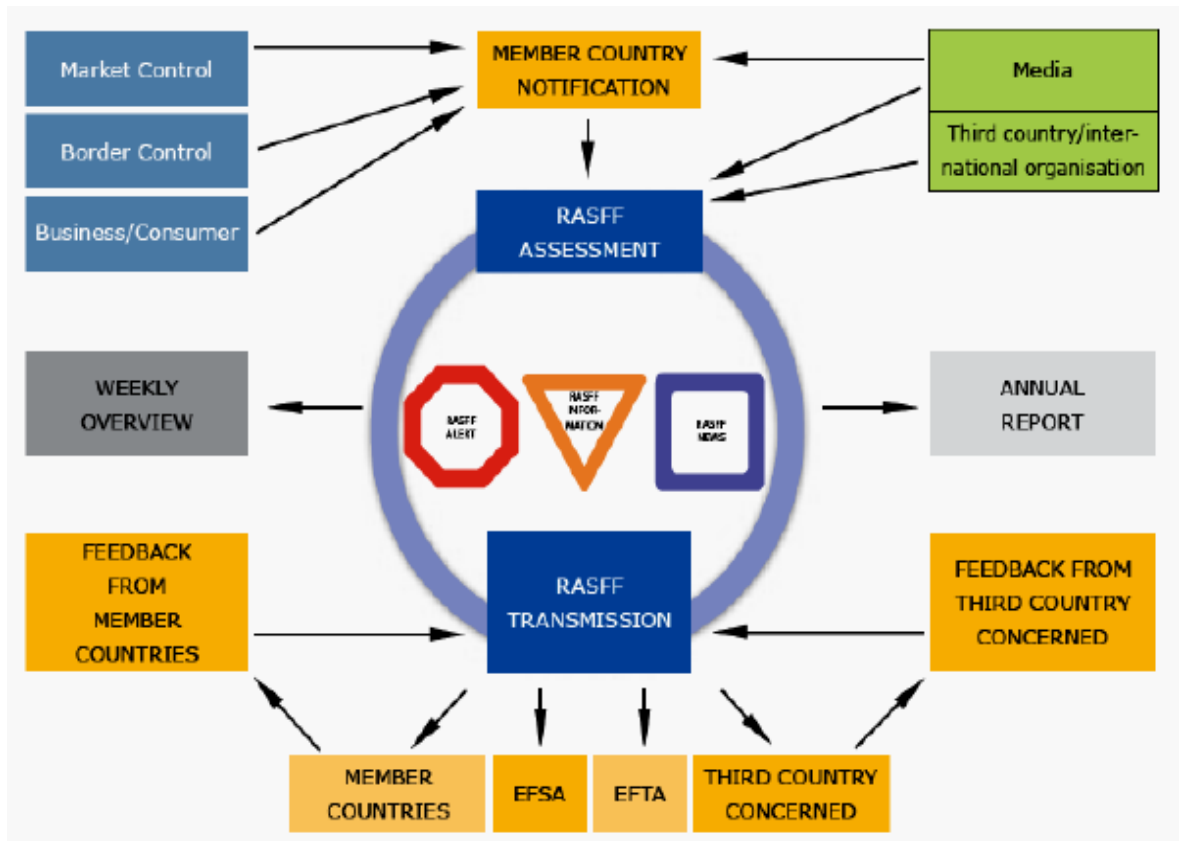 Market Control
MEMBER COUNTRY
NOTIFICATION
Media
Border Control
Third country/inter-
national organisation
Business/Consumer
RASFF
ASSESSMENT
WEEKLY
OVERVIEW
RASFF
ALERT
RASFF
INFOR-
MATION
RASFF
NEWS
ANNUAL
REPORT
FEEDBACK
FROM
MEMBER
COUNTRIES
RASFF
TRANSMISSION
FEEDBACK FROM
THIRD COUNTRY
CONCERNED
MEMBER
COUNTRIES
EFSA
EFTA
THIRD COUNTRY
CONCERNED